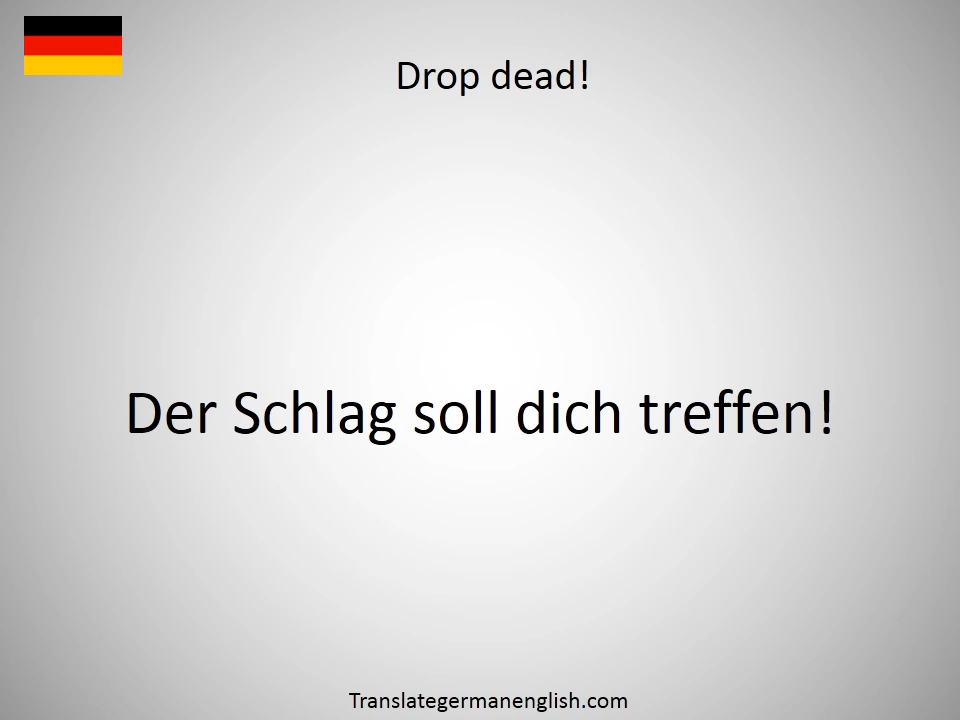 Drop dead!
Der Schlag soll dich treffen!
Translategermanenglish.com